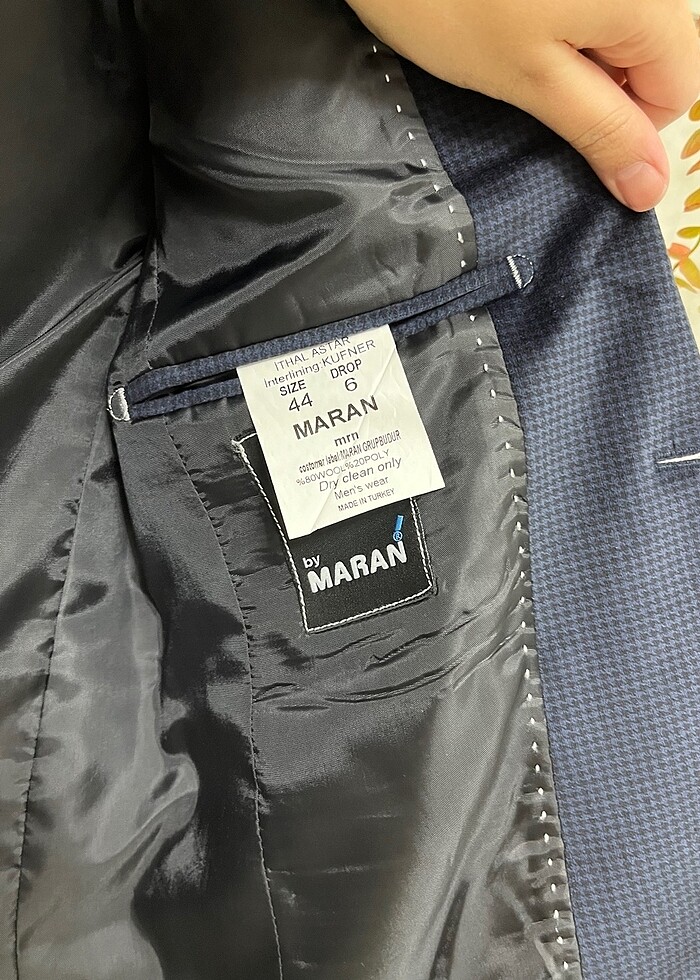 ITHAL ASTAR
Interlining:KUFNER
SIZE DROP
44 6
MARAN
mrn
costomer label:MARAN GRUPBUDUR
%80WOOL%20POLY
Dry clean only
Men's wear
MADE IN TURKEY
by
MARAN®